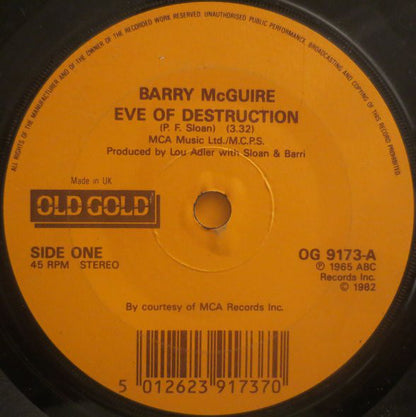 ALL RIGHTS OF THE MANUFACTURER AND OF THE OWNER OF THE RECORDED WORK RESERVED. UNAUTHORISED PUBLIC PERFORMANCE, BROADCASTING AND COPYING OF THIS RECORD PROHIBITED.
BARRY McGUIRE
EVE OF DESTRUCTION
(P. F. Sloan) (3.32)
MCA Music Ltd./M.C.P.S.
Produced by Lou Adler with Sloan & Barri
Made in UK
OLD GOLD
SIDE ONE
45 RPM STEREO
OG 9173-A
℗ 1965 ABC
Records Inc.
© 1982
By courtesy of MCA Records Inc.
5 012623 917370